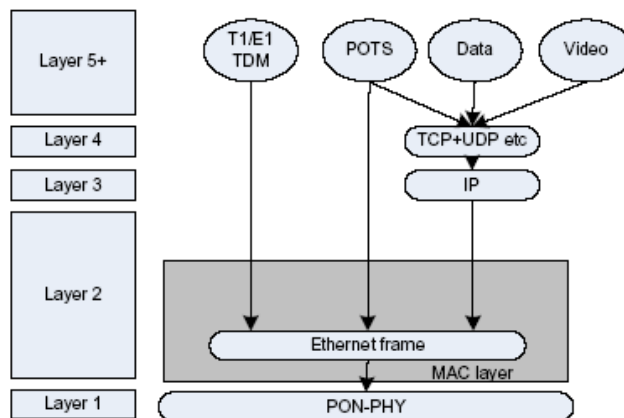 Layer 5+
T1/E1
TDM
POTS
Data
Video
Layer 4
TCP+UDP etc
Layer 3
IP
Layer 2
Ethernet frame
MAC layer
Layer 1
PON-PHY